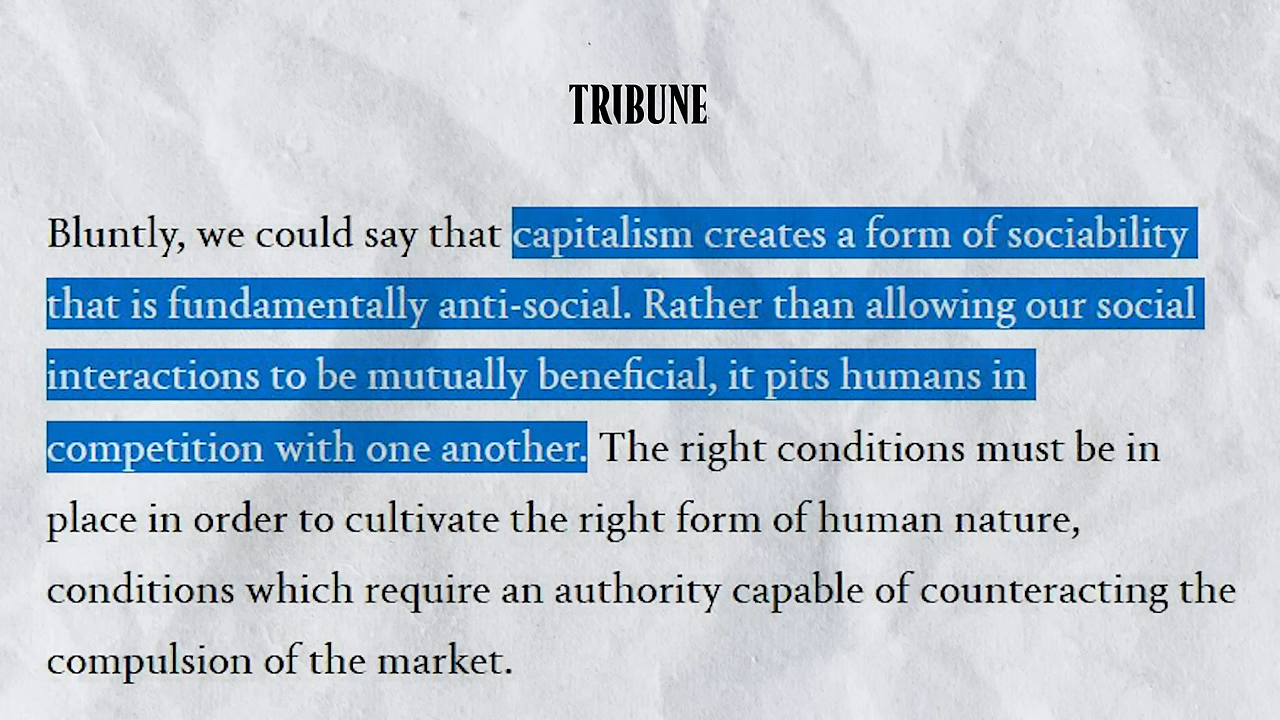 TRIBUNE
Bluntly, we could say that capitalism creates a form of sociability
that is fundamentally anti-social. Rather than allowing our social
interactions to be mutually beneficial, it pits humans in
competition with one another. The right conditions must be in
place in order to cultivate the right form of human nature,
conditions which require an authority capable of counteracting the
compulsion of the market.